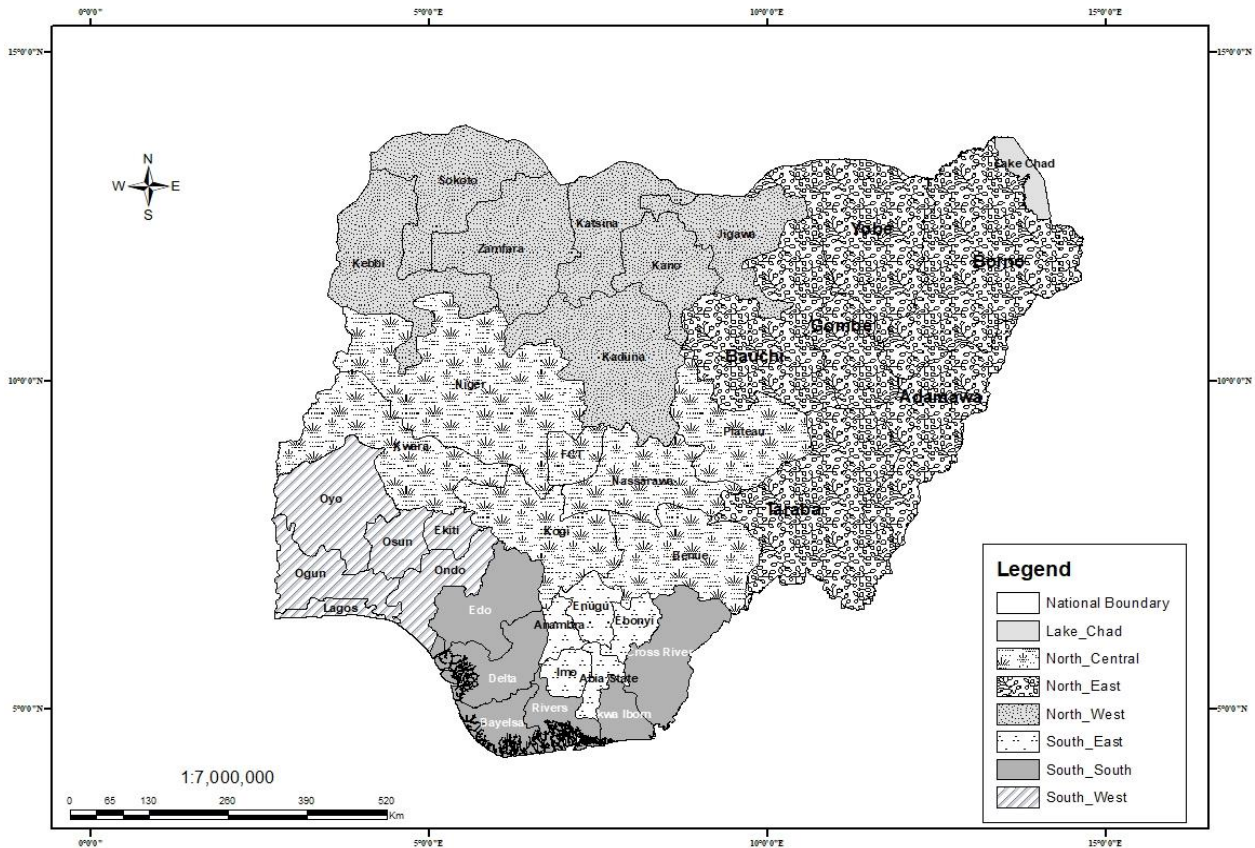 0°0'0"
5°0'0"E
10°0'0"E
15°0'0"E
15°0'0"N
15°0'0"N
N
W
E
S
Lake Chad
Sokoto
Katsina
Zamfara
Jigawa
Yobe
Kebbi
Kano
Borno
Gombe
Kaduna
Bauchi
10°0'0"N
10°0'0"N
Niger
Adamawa
Plateau
Kwara
FCT
Nassarawa
Oyo
Taraba
Kogi
Ekiti
Osun
Benue
Ogun
Ondo
Lagos
Edo
Enugu
Anambra
Ebonyi
Cross River
Imo
Delta
Abia State
Rivers
Akwa Ibom
Bayelsa
5°0'0"N
5°0'0"N
Legend
National Boundary
Lake_Chad
North_Central
North_East
North_West
South_East
South_South
South_West
1:7,000,000
0 65 130 260 390 520
Km
0°0'0"
5°0'0"E
10°0'0"E
15°0'0"E